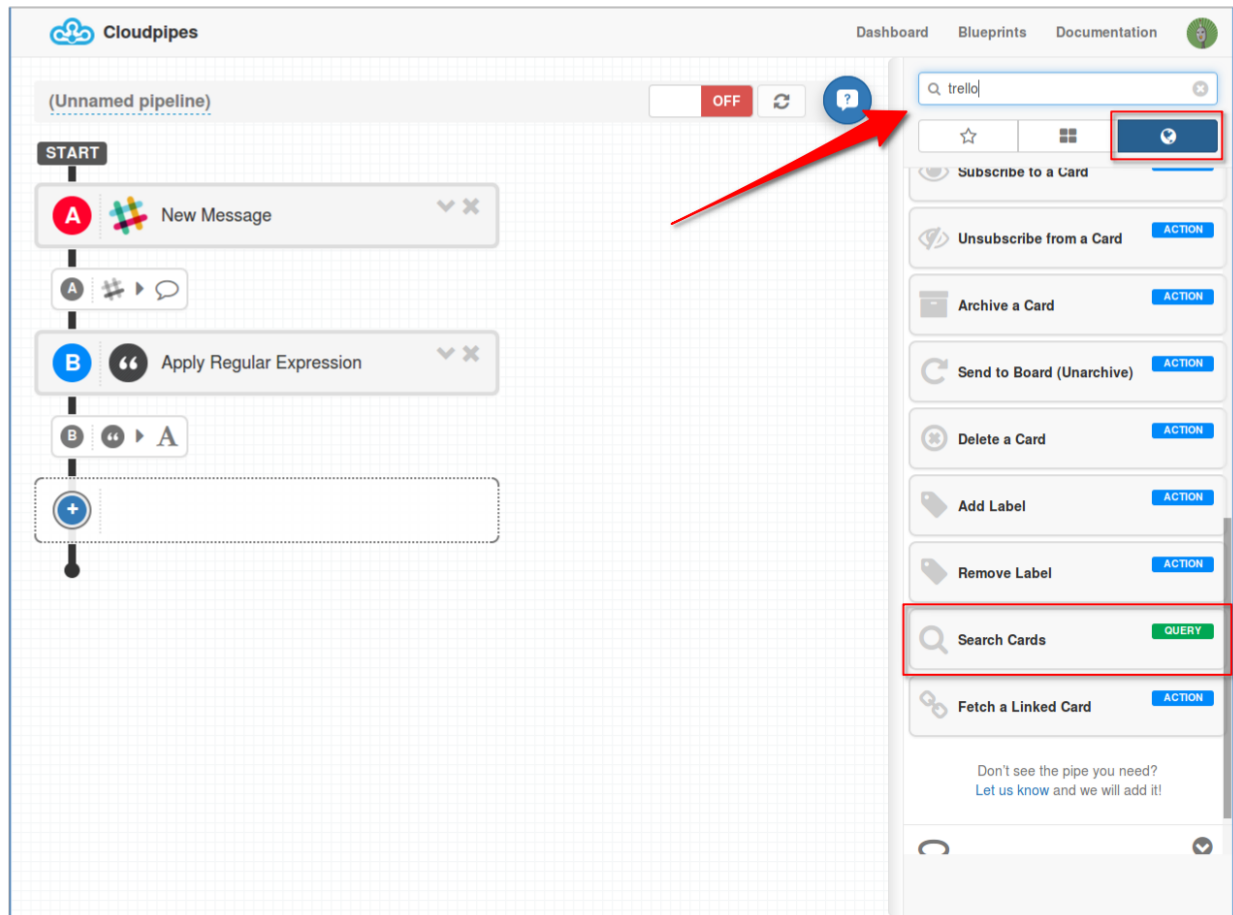 Cloudpipes
Dashboard Blueprints Documentation
(Unnamed pipeline)
OFF
?
trello
START
A New Message
A
B “ Apply Regular Expression
B “ A
+
Subscribe to a Card
Unsubscribe from a Card ACTION
Archive a Card ACTION
Send to Board (Unarchive) ACTION
Delete a Card ACTION
Add Label ACTION
Remove Label ACTION
Search Cards QUERY
Fetch a Linked Card ACTION
Don't see the pipe you need?
Let us know and we will add it!